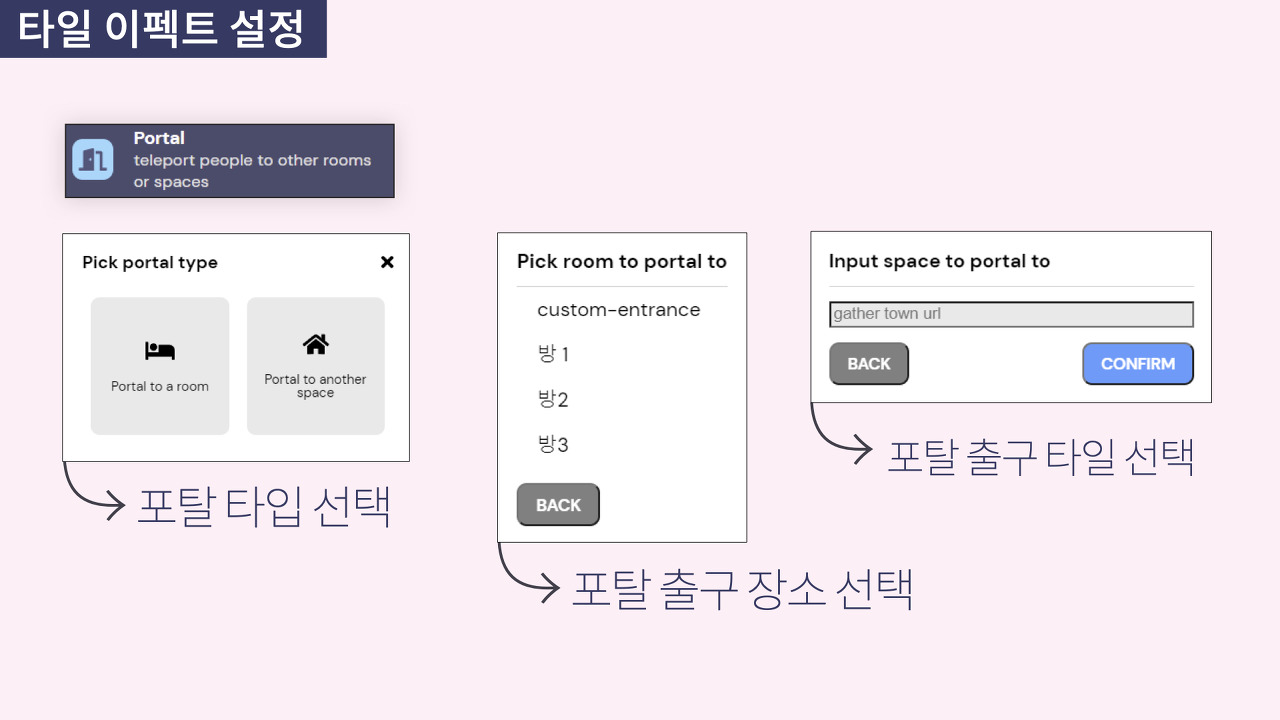 타일 이펙트 설정
Portal
teleport people to other rooms
or spaces
Pick portal type
Portal to a room
Portal to another
space
포탈 타입 선택
Pick room to portal to
custom-entrance
방 1
방2
방3
BACK
포탈 출구 장소 선택
Input space to portal to
gather town url
BACK
CONFIRM
포탈 출구 타일 선택